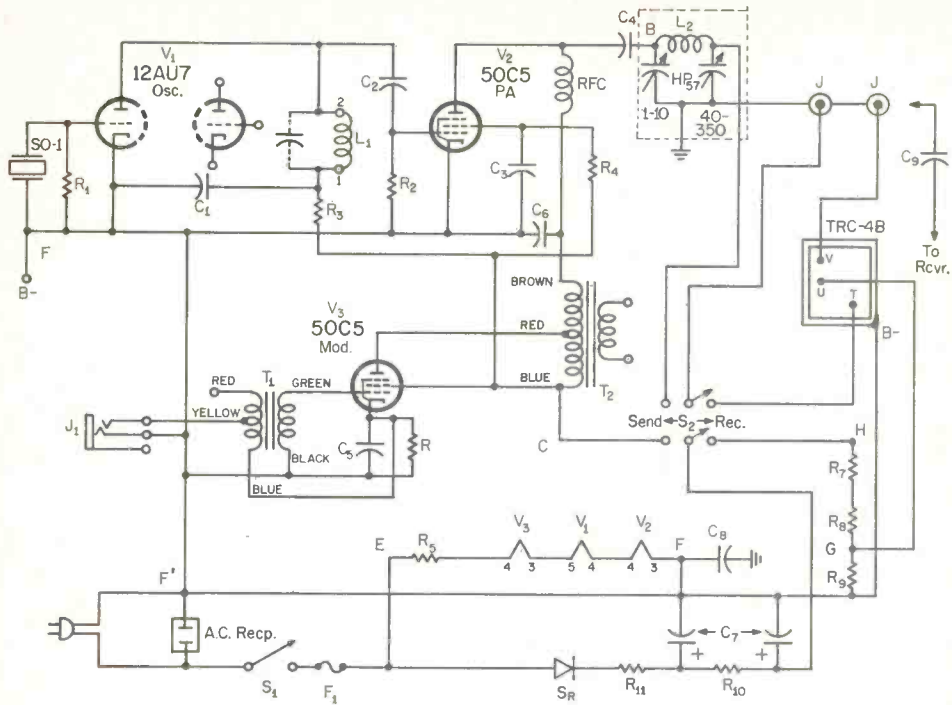 V1
12AU7
Osc.
V2
50C5
PA
C4
B
L2
HP57
1-10
40-
350
J
J
C9
To
Rcvr.
C2
RFC
2
L1
1
SO-1
R1
C1
R3
R2
C3
R4
C6
F
B-
TRC-4B
V
U
T
B-
BROWN
RED
BLUE
T2
V3
50C5
Mod.
RED
T1
GREEN
YELLOW
J1
BLACK
BLUE
C5
R
C
Send
S2
Rec.
H
R7
R8
G
R9
E
R5
V3
V1
V2
F
C8
4
3
5
4
4
3
F'
A.C. Recp.
S1
F1
SR
R11
C7
+
+
R10